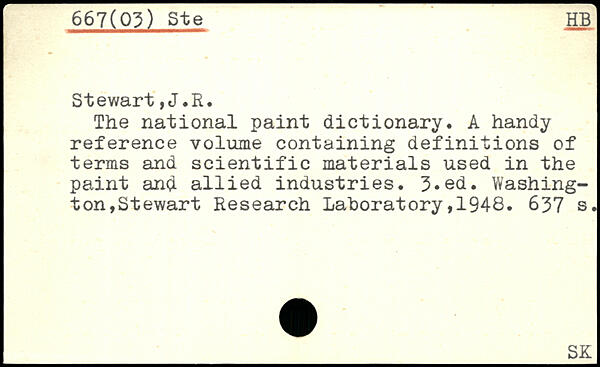 667(03) Ste HB
Stewart,J.R.
The national paint dictionary. A handy
reference volume containing definitions of
terms and scientific materials used in the
paint and allied industries. 3.ed. Washing-
ton,Stewart Research Laboratory,1948. 637 s.
SK